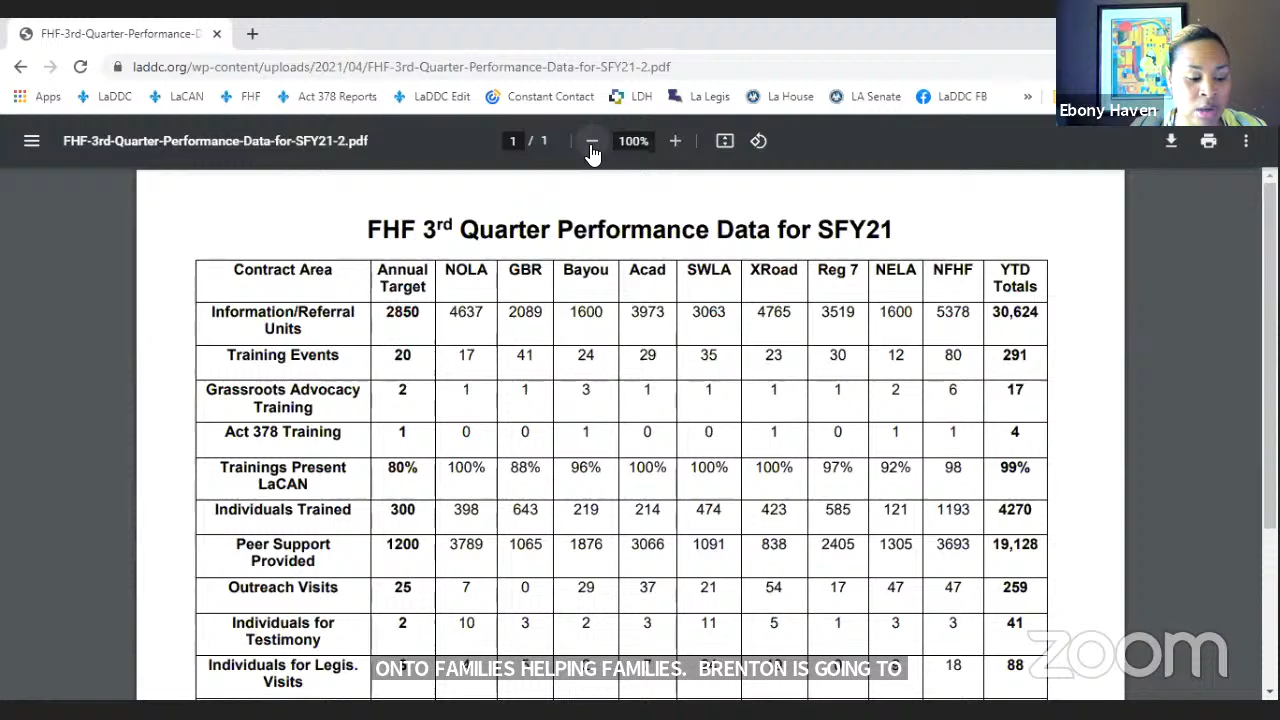 FHF-3rd-Quarter-Performance-D
laddc.org/wp-content/uploads/2021/04/FHF-3rd-Quarter-Performance-Data-for-SFY21-2.pdf
Apps LaDDC LaCAN FHF Act 378 Reports LaDDC Edit Constant Contact LDH La Legis La House LA Senate LaDDC FB »
Ebony Haven
FHF-3rd-Quarter-Performance-Data-for-SFY21-2.pdf 1 / 1 100%
FHF 3rd Quarter Performance Data for SFY21
Contract Area Annual Target NOLA GBR Bayou Acad SWLA XRoad Reg 7 NELA NFHF YTD Totals
Information/Referral Units 2850 4637 2089 1600 3973 3063 4765 3519 1600 5378 30,624
Training Events 20 17 41 24 29 35 23 30 12 80 291
Grassroots Advocacy Training 2 1 1 3 1 1 1 1 2 6 17
Act 378 Training 1 0 0 1 0 0 1 0 1 1 4
Trainings Present LaCAN 80% 100% 88% 96% 100% 100% 100% 97% 92% 98 99%
Individuals Trained 300 398 643 219 214 474 423 585 121 1193 4270
Peer Support Provided 1200 3789 1065 1876 3066 1091 838 2405 1305 3693 19,128
Outreach Visits 25 7 0 29 37 21 54 17 47 47 259
Individuals for Testimony 2 10 3 2 3 11 5 1 3 3 41
Individuals for Legis. Visits 18 88
ONTO FAMILIES HELPING FAMILIES. BRENTON IS GOING TO
zoom